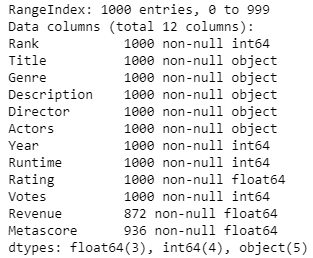 RangeIndex: 1000 entries, 0 to 999
Data columns (total 12 columns):
Rank           1000 non-null int64
Title          1000 non-null object
Genre          1000 non-null object
Description    1000 non-null object
Director       1000 non-null object
Actors         1000 non-null object
Year           1000 non-null int64
Runtime        1000 non-null int64
Rating         1000 non-null float64
Votes          1000 non-null int64
Revenue        872 non-null float64
Metascore      936 non-null float64
dtypes: float64(3), int64(4), object(5)